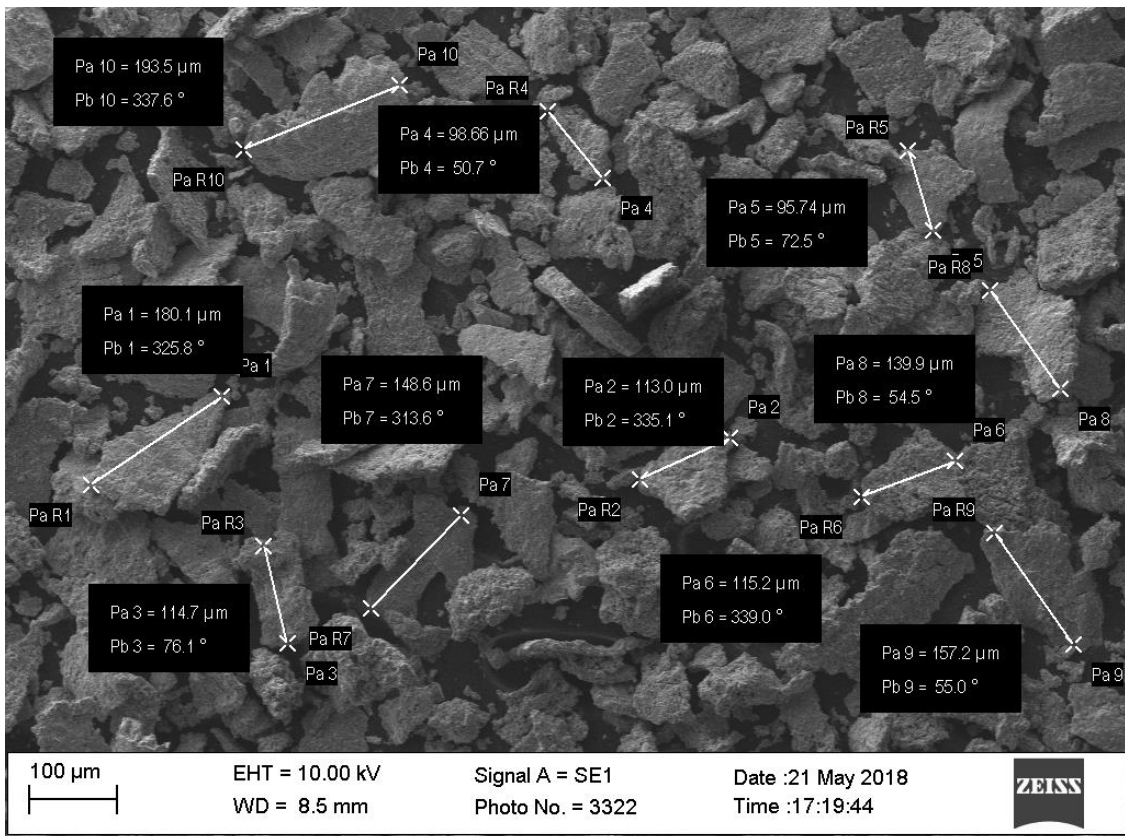 Pa 10 = 193.5 µm
Pb 10 = 337.6 °
Pa 10
Pa R10
Pa R4
Pa 4 = 98.66 µm
Pb 4 = 50.7 °
Pa 4
Pa R5
Pa 5 = 95.74 µm
Pb 5 = 72.5 °
Pa R8 5
Pa 1 = 180.1 µm
Pb 1 = 325.8 °
Pa 1
Pa R1
Pa 7 = 148.6 µm
Pb 7 = 313.6 °
Pa 7
Pa 2 = 113.0 µm
Pb 2 = 335.1 °
Pa 2
Pa R2
Pa 8 = 139.9 µm
Pb 8 = 54.5 °
Pa 8
Pa 6
Pa R6
Pa R9
Pa R3
Pa 3 = 114.7 µm
Pb 3 = 76.1 °
Pa R7
Pa 3
Pa 6 = 115.2 µm
Pb 6 = 339.0 °
Pa 9 = 157.2 µm
Pb 9 = 55.0 °
Pa 9
100 µm
EHT = 10.00 kV
WD = 8.5 mm
Signal A = SE1
Photo No. = 3322
Date :21 May 2018
Time :17:19:44
ZEISS